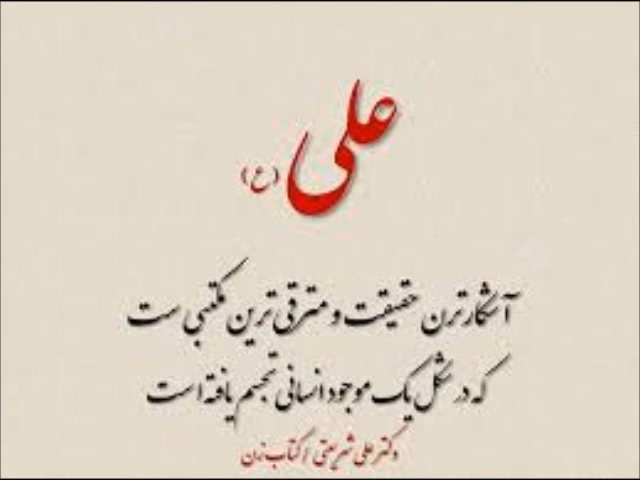 علی
(ع)
آشکارترن حقیقت و مترقی ترین مکتبی ست
که در شکل یک موجود انسانی تجسم یافته است
دکتر علی شریعتی / کتاب زن